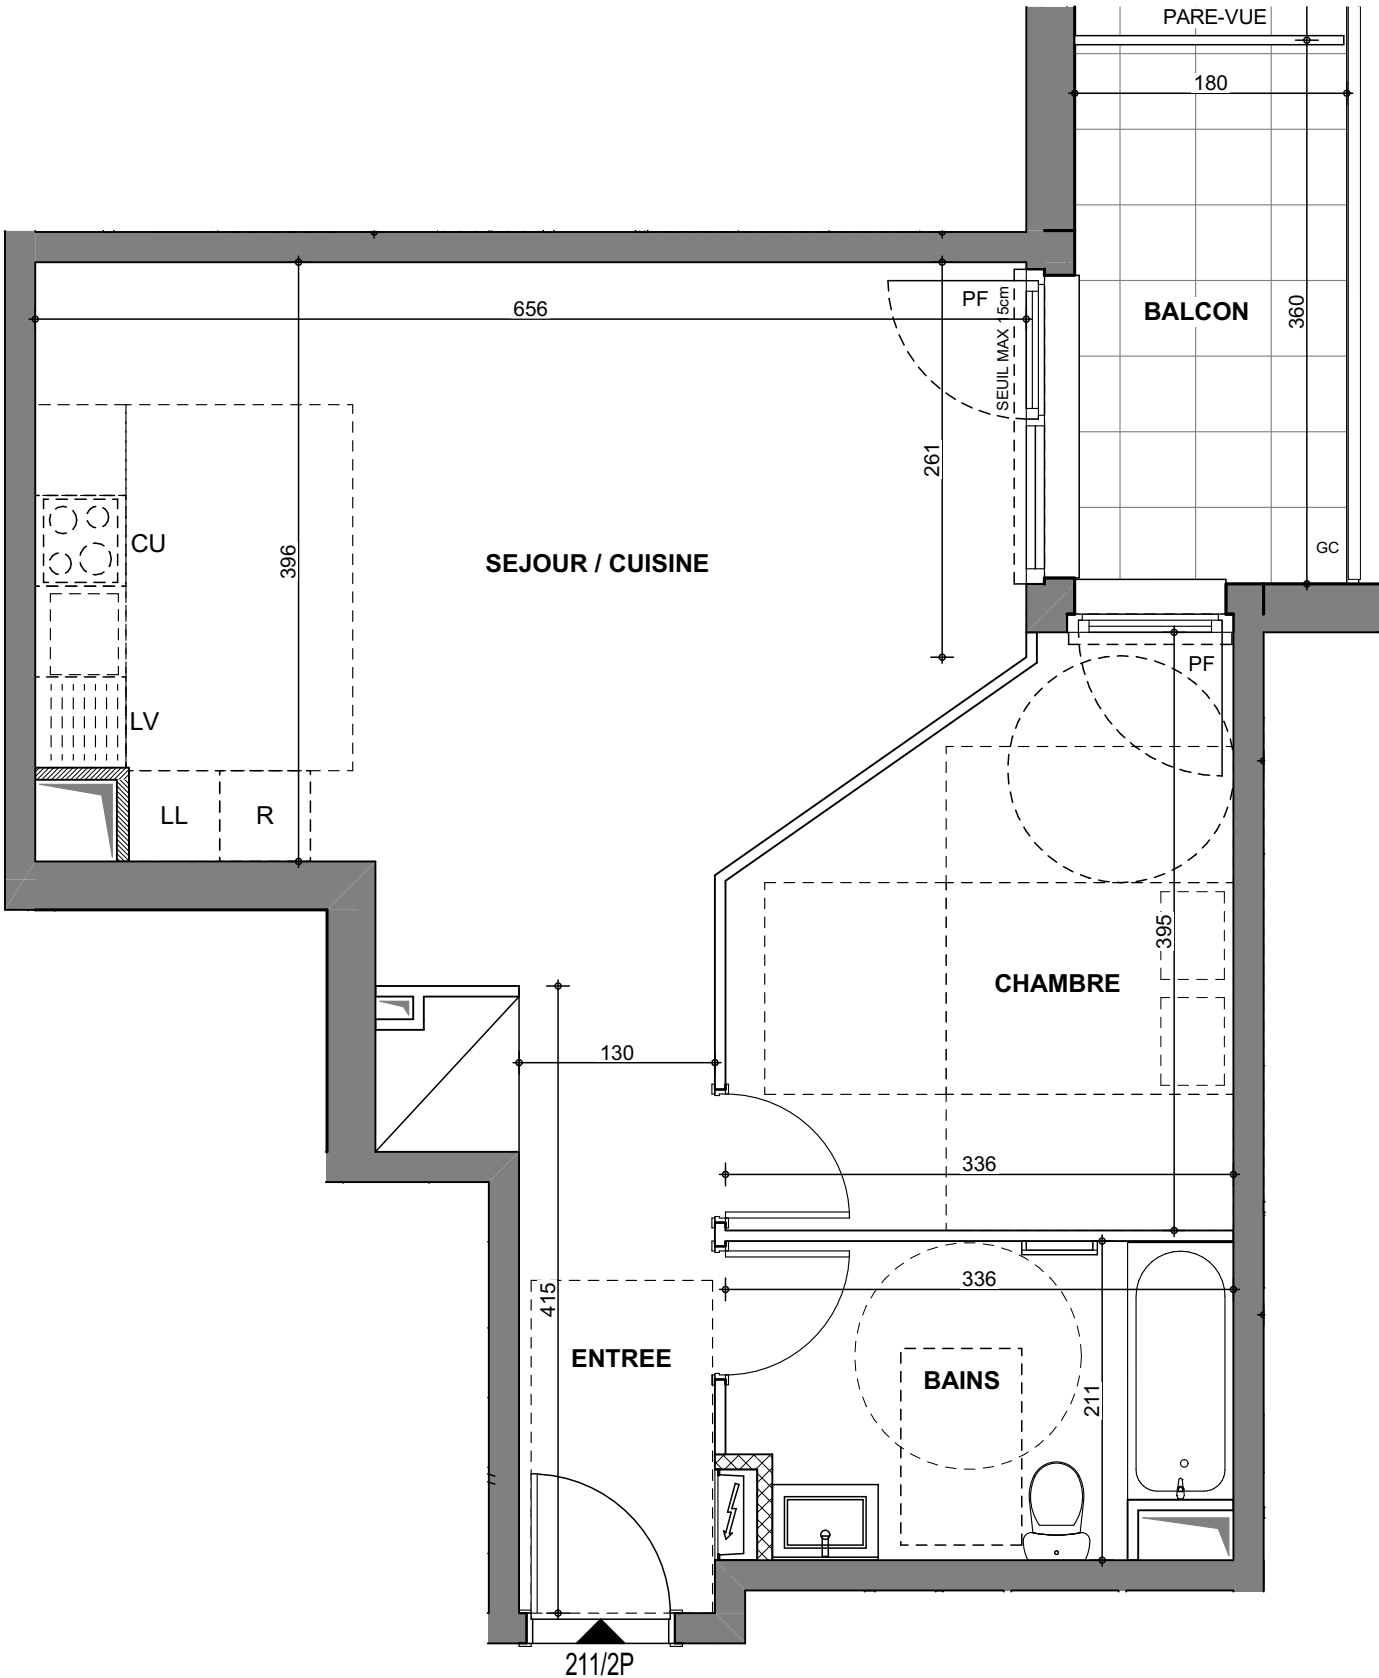 PARE-VUE
180
656
PF
SEUIL MAX 15cm
BALCON
360
261
CU
396
SEJOUR / CUISINE
GC
PF
LV
LL
R
395
CHAMBRE
130
336
415
336
ENTREE
BAINS
211
211/2P